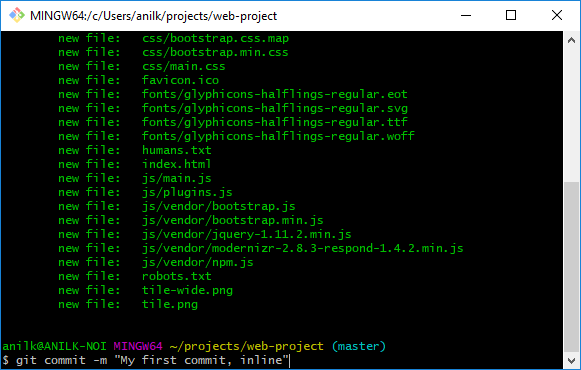 MINGW64:/c/Users/anilk/projects/web-project
new file:   css/bootstrap.css.map
new file:   css/bootstrap.min.css
new file:   css/main.css
new file:   favicon.ico
new file:   fonts/glyphicons-halflings-regular.eot
new file:   fonts/glyphicons-halflings-regular.svg
new file:   fonts/glyphicons-halflings-regular.ttf
new file:   fonts/glyphicons-halflings-regular.woff
new file:   humans.txt
new file:   index.html
new file:   js/main.js
new file:   js/plugins.js
new file:   js/vendor/bootstrap.js
new file:   js/vendor/bootstrap.min.js
new file:   js/vendor/jquery-1.11.2.min.js
new file:   js/vendor/modernizr-2.8.3-respond-1.4.2.min.js
new file:   js/vendor/npm.js
new file:   robots.txt
new file:   tile-wide.png
new file:   tile.png
anilk@ANILK-NOI MINGW64 ~/projects/web-project (master)
$ git commit -m "My first commit, inline"